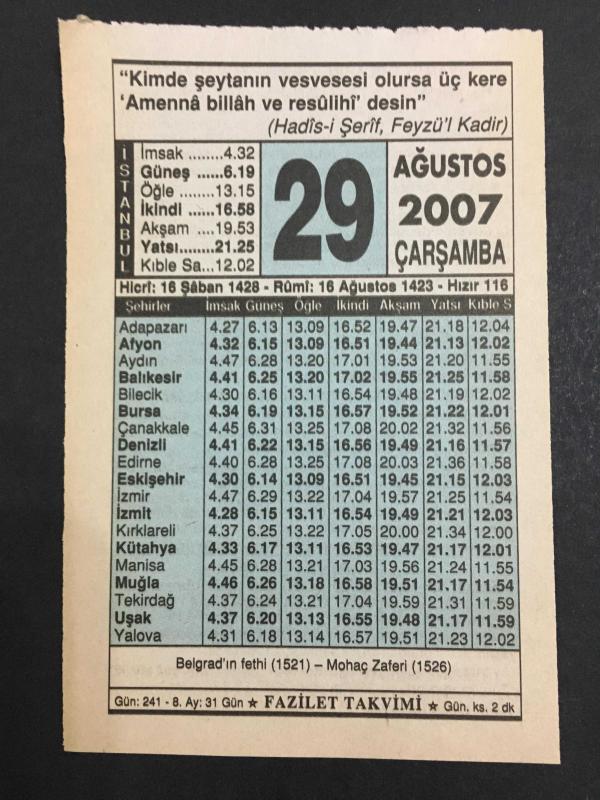 “Kimde şeytanın vesvesesi olursa üç kere
‘Amennâ billâh ve resûlihî’ desin”
(Hadîs-i Şerîf, Feyzü’l Kadir)
İSTANBUL
İmsak ........4.32
Güneş ......6.19
Öğle ........13.15
İkindi ......16.58
Akşam ....19.53
Yatsı........21.25
Kıble Sa...12.02
29
AĞUSTOS
2007
ÇARŞAMBA
Hicrî: 16 Şâban 1428 - Rûmî: 16 Ağustos 1423 - Hızır 116
Şehirler İmsak Güneş Öğle İkindi Akşam Yatsı Kıble S
Adapazarı 4.27 6.13 13.09 16.52 19.47 21.18 12.04
Afyon 4.32 6.15 13.09 16.51 19.44 21.13 12.02
Aydın 4.47 6.28 13.20 17.01 19.53 21.20 11.55
Balıkesir 4.41 6.25 13.20 17.02 19.55 21.25 11.58
Bilecik 4.30 6.16 13.11 16.54 19.48 21.19 12.02
Bursa 4.34 6.19 13.15 16.57 19.52 21.22 12.01
Çanakkale 4.45 6.31 13.25 17.08 20.02 21.32 11.56
Denizli 4.41 6.22 13.15 16.56 19.49 21.16 11.57
Edirne 4.40 6.28 13.25 17.08 20.03 21.36 11.58
Eskişehir 4.30 6.14 13.09 16.51 19.45 21.15 12.03
İzmir 4.47 6.29 13.22 17.04 19.57 21.25 11.54
İzmit 4.28 6.15 13.11 16.54 19.49 21.21 12.03
Kırklareli 4.37 6.25 13.22 17.05 20.00 21.34 12.00
Kütahya 4.33 6.17 13.11 16.53 19.47 21.17 12.01
Manisa 4.45 6.28 13.21 17.03 19.56 21.24 11.55
Muğla 4.46 6.26 13.18 16.58 19.51 21.17 11.54
Tekirdağ 4.37 6.24 13.21 17.04 19.59 21.31 11.59
Uşak 4.37 6.20 13.13 16.55 19.48 21.17 11.59
Yalova 4.31 6.18 13.14 16.57 19.51 21.23 12.02
Belgrad’ın fethi (1521) – Mohaç Zaferi (1526)
Gün: 241 - 8. Ay: 31 Gün ★ FAZİLET TAKVİMİ ★ Gün. ks. 2 dk